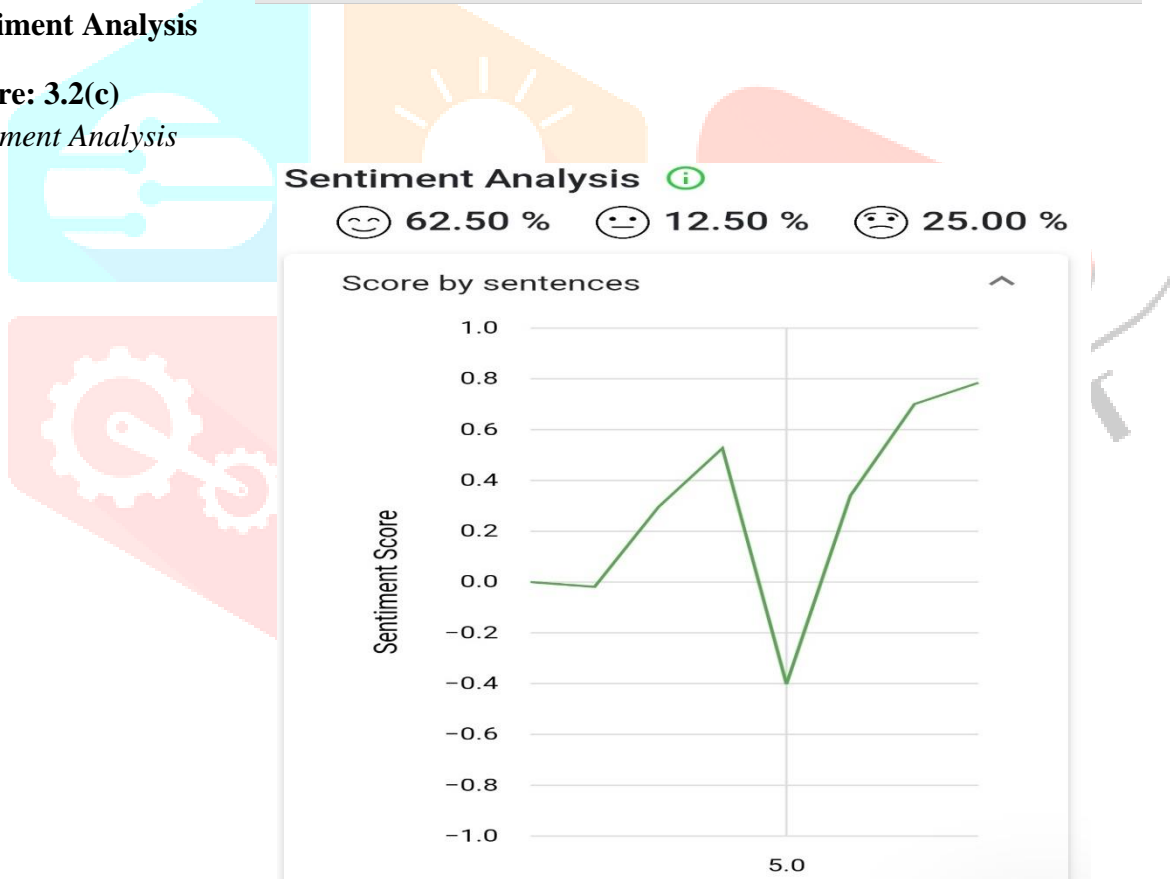 iment Analysis
re: 3.2(c)
ment Analysis
Sentiment Analysis
62.50 % 12.50 % 25.00 %
Score by sentences
1.0
0.8
0.6
0.4
0.2
0.0
−0.2
−0.4
−0.6
−0.8
−1.0
Sentiment Score
5.0